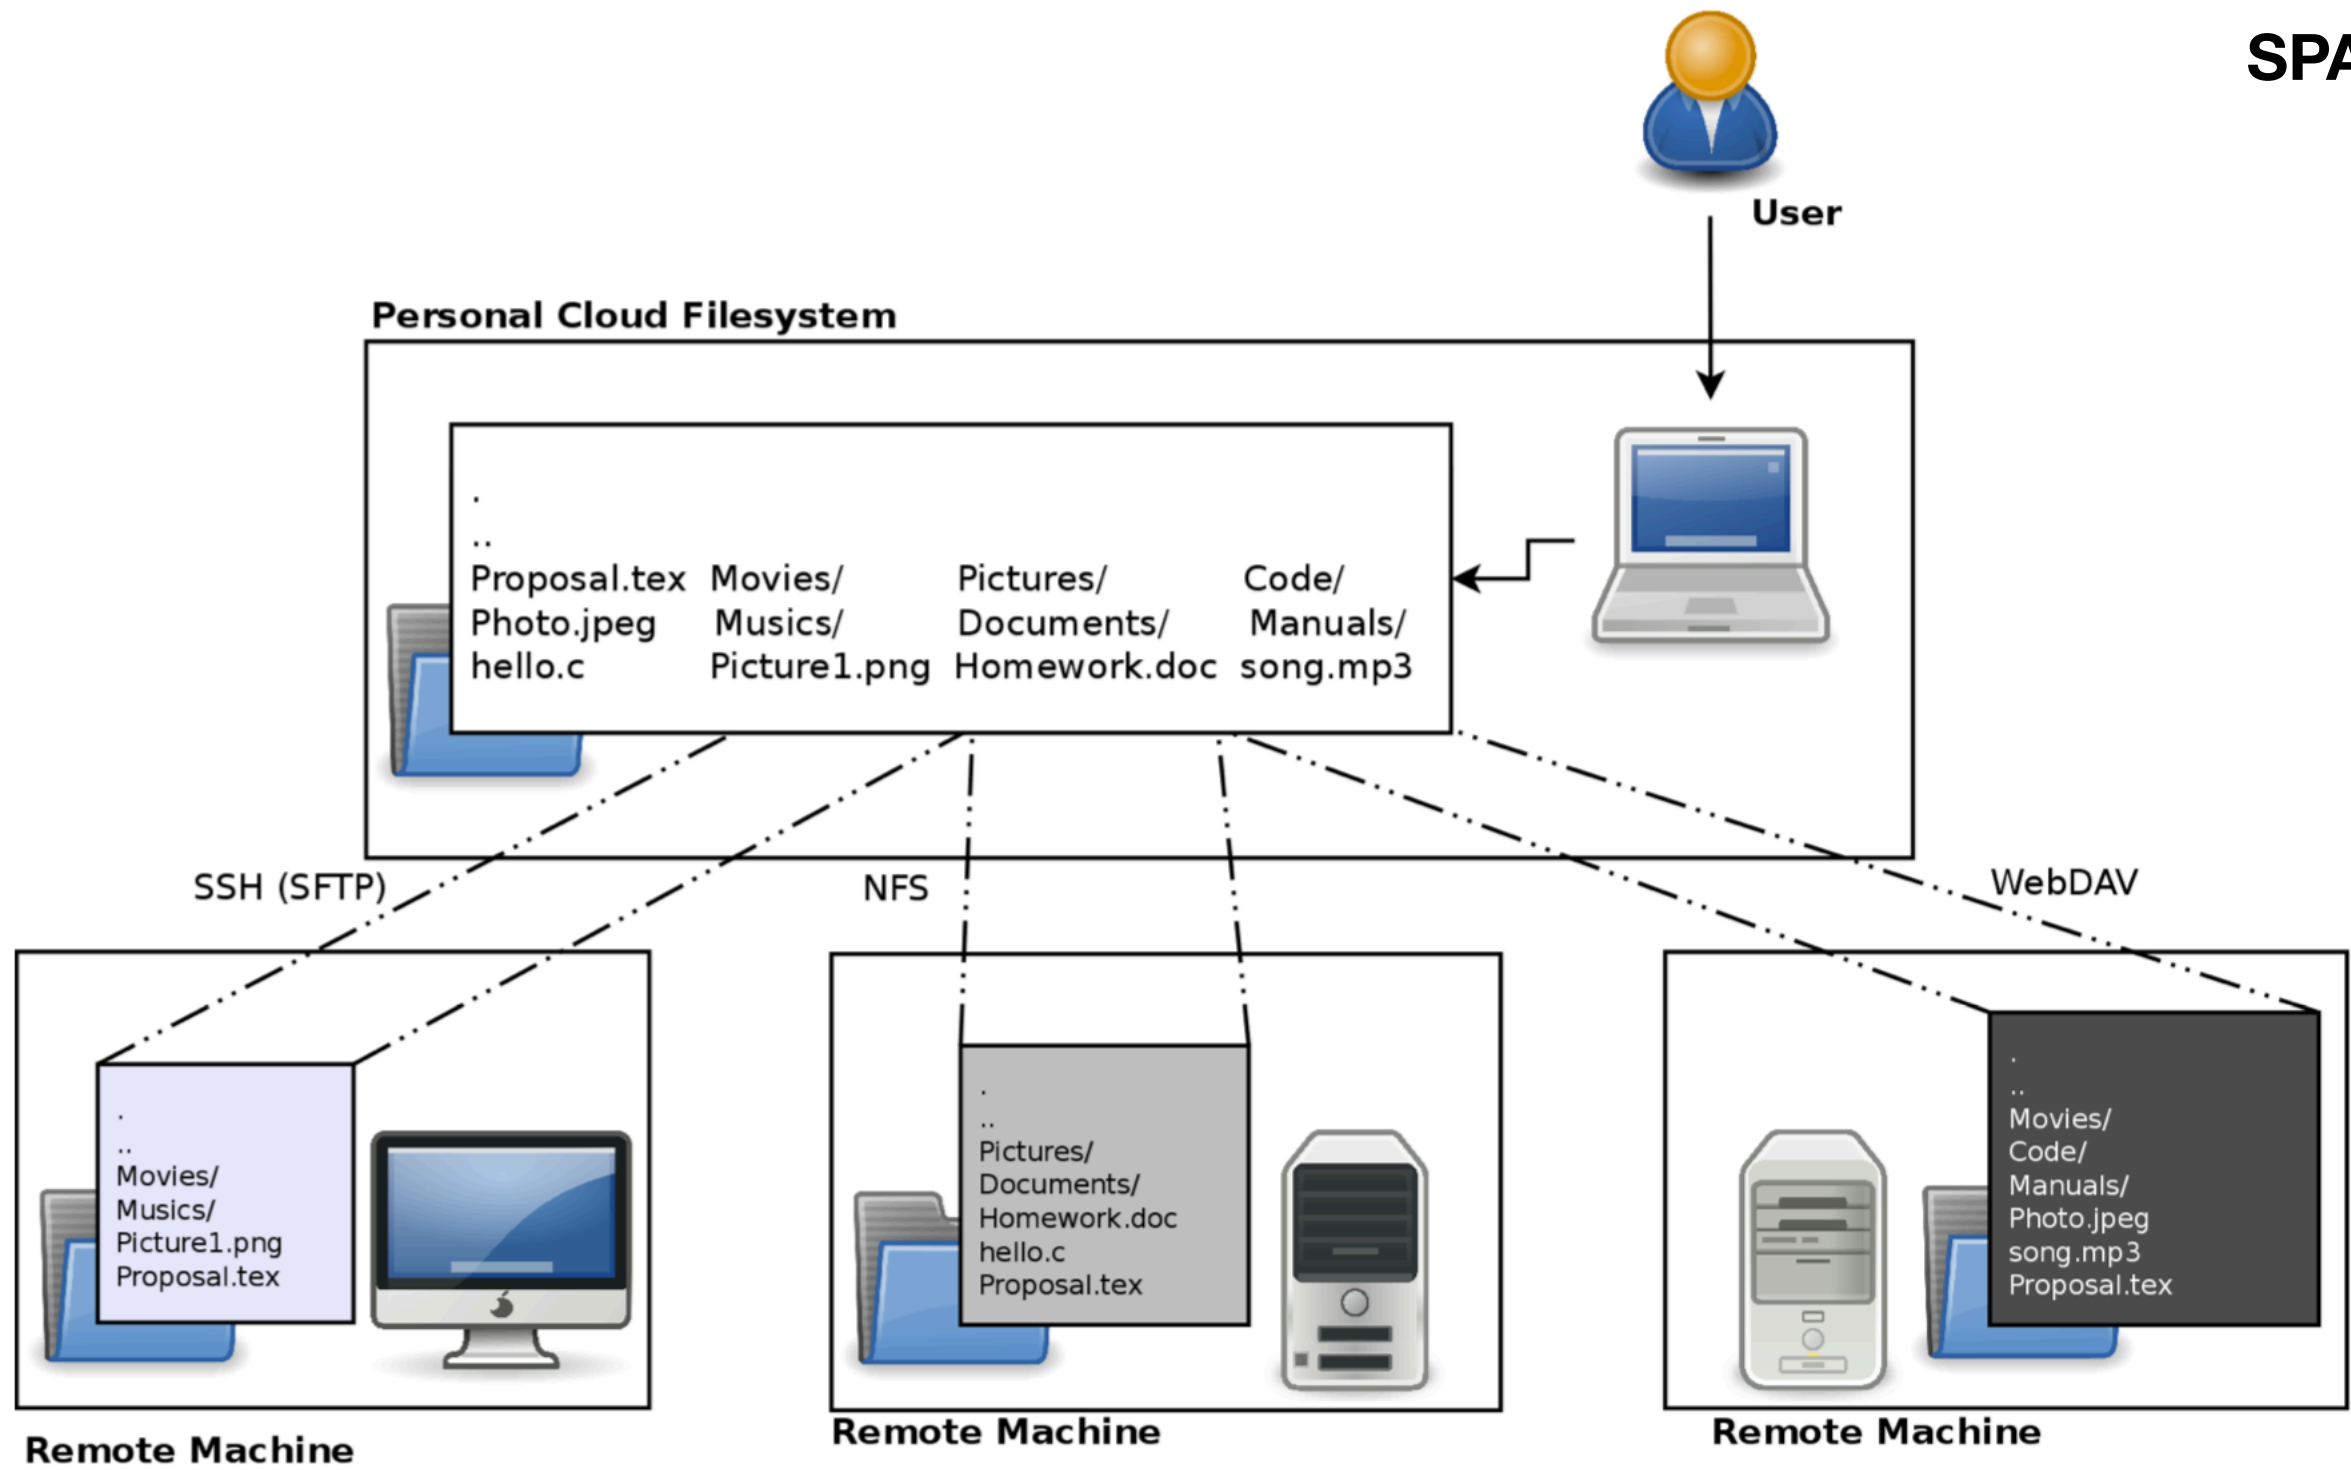 SPA
User
Personal Cloud Filesystem
.
..
Proposal.tex Movies/ Pictures/ Code/
Photo.jpeg Musics/ Documents/ Manuals/
hello.c Picture1.png Homework.doc song.mp3
SSH (SFTP)
NFS
WebDAV
.
..
Movies/
Musics/
Picture1.png
Proposal.tex
Remote Machine
.
..
Pictures/
Documents/
Homework.doc
hello.c
Proposal.tex
Remote Machine
.
..
Movies/
Code/
Manuals/
Photo.jpeg
song.mp3
Proposal.tex
Remote Machine